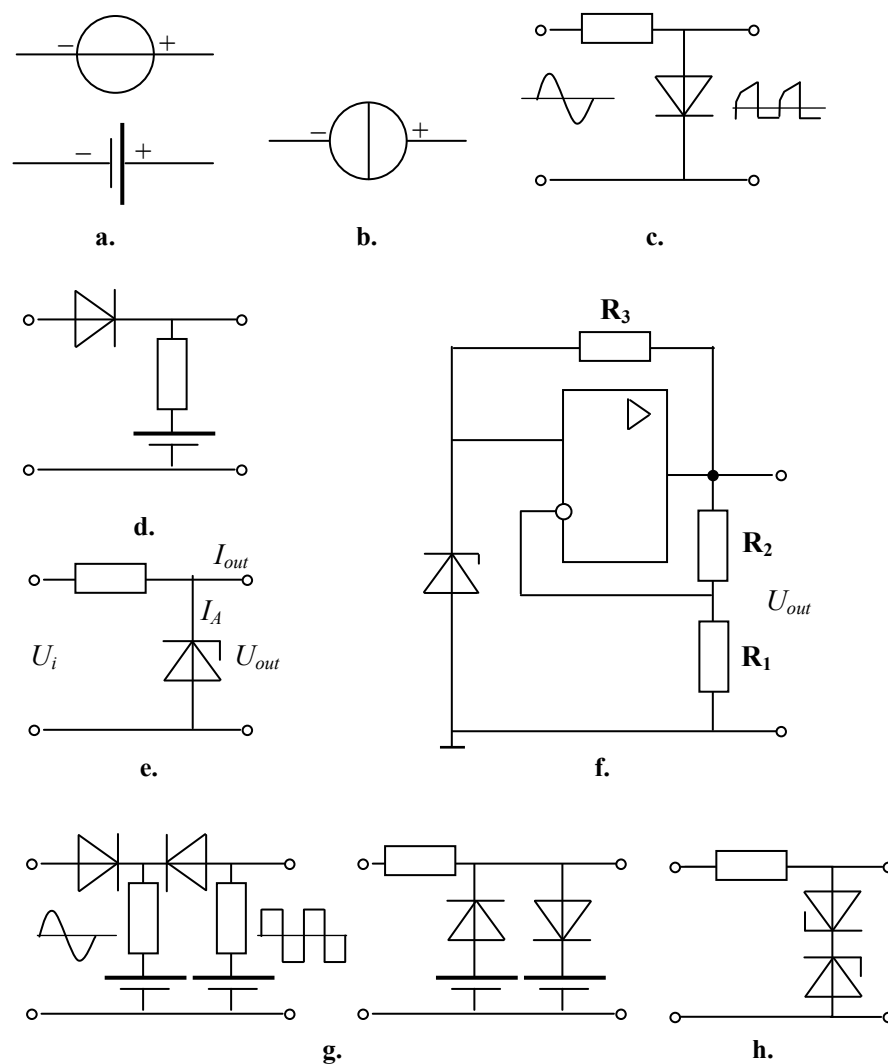 − +
− +
a.
− +
b.
c.
d.
R3
R2
Uout
R1
f.
Iout
IA
Ui
Uout
e.
g.
h.